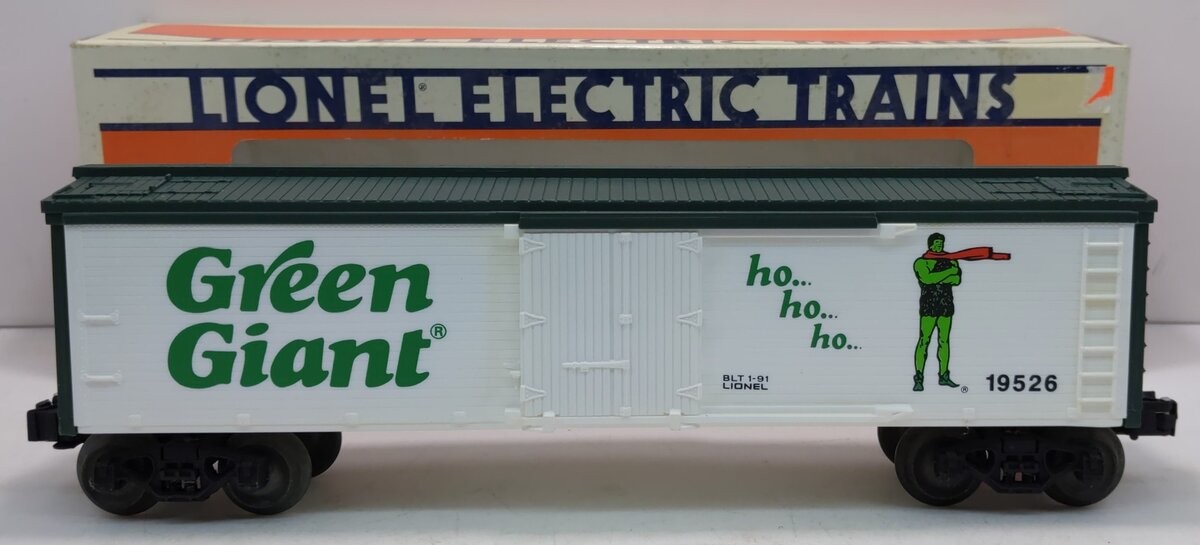 LIONEL® ELECTRIC TRAINS
Green
Giant®
ho...
ho...
ho...
BLT 1-91
LIONEL
®
19526